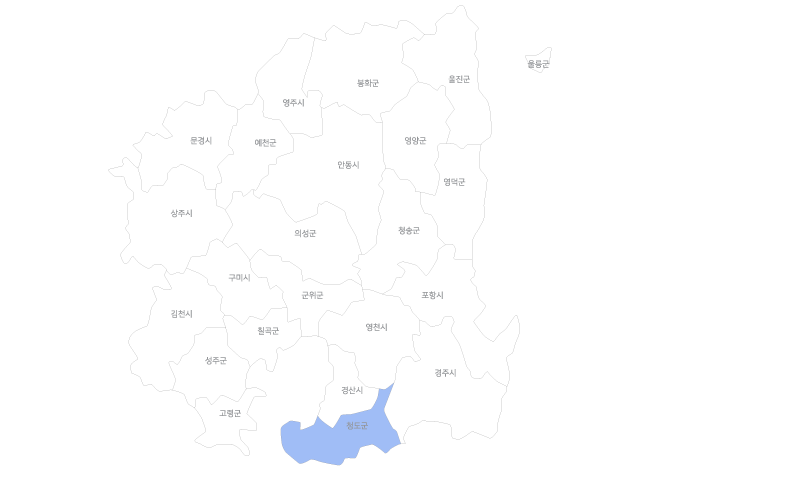 울릉군
울진군
봉화군
영주시
문경시
예천군
영양군
안동시
영덕군
상주시
의성군
청송군
구미시
군위군
포항시
김천시
칠곡군
영천시
성주군
경주시
경산시
고령군
청도군